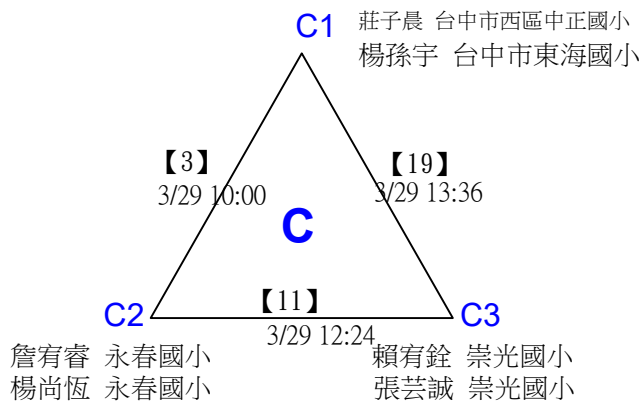 C1
莊子晨 台中市西區中正國小
楊孫宇 台中市東海國小
【3】
3/29 10:00
【19】
3/29 13:36
C
【11】
3/29 12:24
C2
C3
詹宥睿 永春國小
楊尚恆 永春國小
賴宥銓 崇光國小
張芸誠 崇光國小